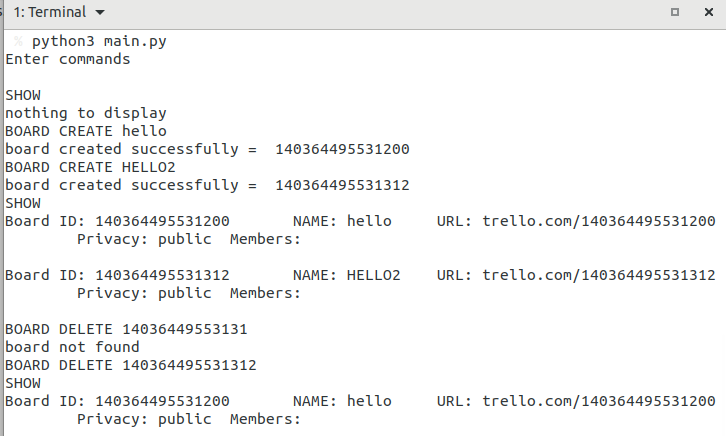 1: Terminal
% python3 main.py
Enter commands
SHOW
nothing to display
BOARD CREATE hello
board created successfully =  140364495531200
BOARD CREATE HELLO2
board created successfully =  140364495531312
SHOW
Board ID: 140364495531200       NAME: hello     URL: trello.com/140364495531200
        Privacy: public  Members:
Board ID: 140364495531312       NAME: HELLO2    URL: trello.com/140364495531312
        Privacy: public  Members:
BOARD DELETE 14036449553131
board not found
BOARD DELETE 140364495531312
SHOW
Board ID: 140364495531200       NAME: hello     URL: trello.com/140364495531200
        Privacy: public  Members: